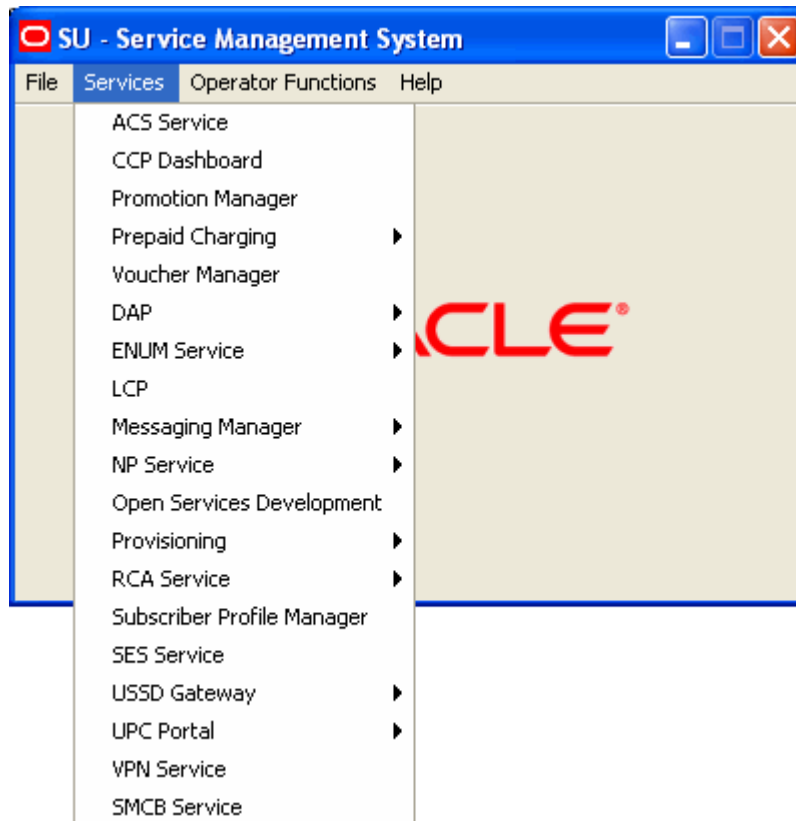 SU - Service Management System
File Services Operator Functions Help
ACS Service
CCP Dashboard
Promotion Manager
Prepaid Charging
Voucher Manager
DAP
ENUM Service
CLE®
LCP
Messaging Manager
NP Service
Open Services Development
Provisioning
RCA Service
Subscriber Profile Manager
SES Service
USSD Gateway
UPC Portal
VPN Service
SMCB Service